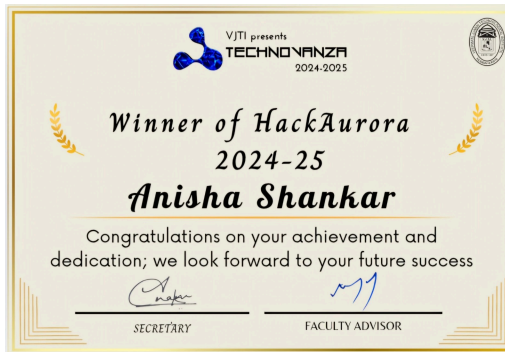 VJTI presents
TECHNOVANZA
2024-2025
Winner of HackAurora
2024-25
Anisha Shankar
Congratulations on your achievement and
dedication; we look forward to your future success
SECRETARY
FACULTY ADVISOR